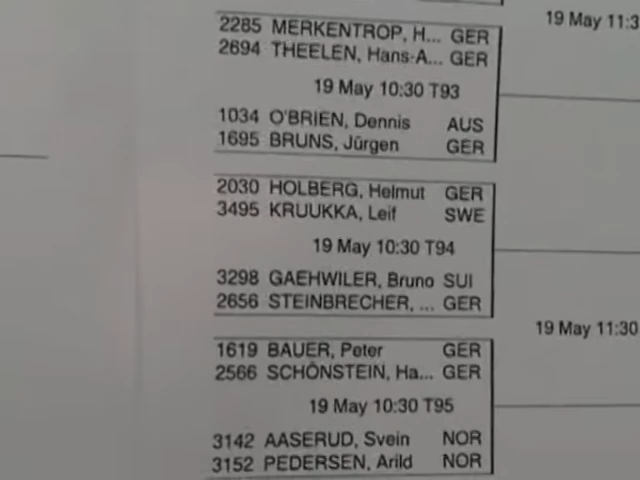 19 May 11:3
2285 MERKENTROP, H... GER
2694 THEELEN, Hans-A... GER
19 May 10:30 T93
1034 O'BRIEN, Dennis AUS
1695 BRUNS, Jürgen GER
2030 HOLBERG, Helmut GER
3495 KRUUKKA, Leif SWE
19 May 10:30 T94
3298 GAEHWILER, Bruno SUI
2656 STEINBRECHER, ... GER
19 May 11:30
1619 BAUER, Peter GER
2566 SCHÖNSTEIN, Ha... GER
19 May 10:30 T95
3142 AASERUD, Svein NOR
3152 PEDERSEN, Arild NOR